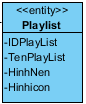 <<entity>>
Playlist
-IDPlayList
-TenPlayList
-HinhNen
-Hinhicon